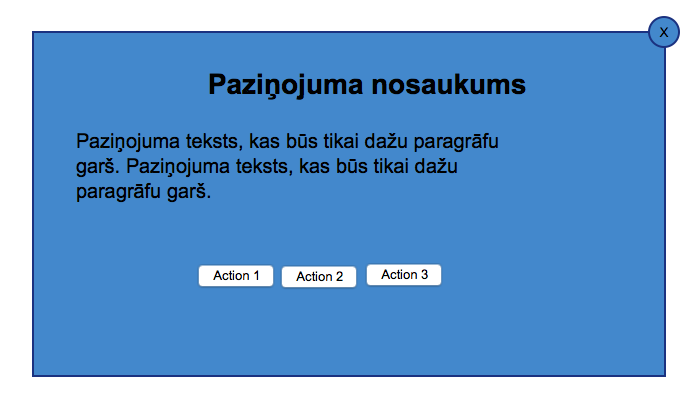 X
Paziņojuma nosaukums
Paziņojuma teksts, kas būs tikai dažu paragrāfu
garš. Paziņojuma teksts, kas būs tikai dažu
paragrāfu garš.
Action 1 Action 2 Action 3